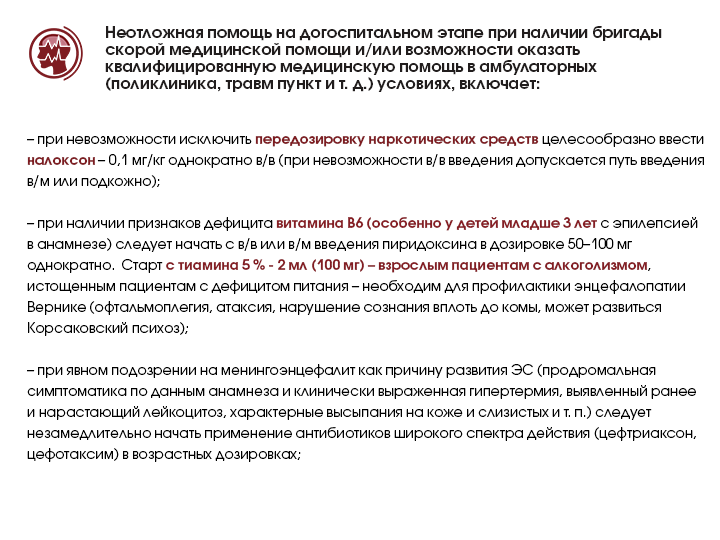 Неотложная помощь на догоспитальном этапе при наличии бригады
скорой медицинской помощи и/или возможности оказать
квалифицированную медицинскую помощь в амбулаторных
(поликлиника, травм пункт и т. д.) условиях, включает:
– при невозможности исключить передозировку наркотических средств целесообразно ввести
налоксон – 0,1 мг/кг однократно в/в (при невозможности в/в введения допускается путь введения
в/м или подкожно);
– при наличии признаков дефицита витамина В6 (особенно у детей младше 3 лет с эпилепсией
в анамнезе) следует начать с в/в или в/м введения пиридоксина в дозировке 50–100 мг
однократно.  Старт с тиамина 5 % - 2 мл (100 мг) – взрослым пациентам с алкоголизмом,
истощенным пациентам с дефицитом питания – необходим для профилактики энцефалопатии
Вернике (офтальмоплегия, атаксия, нарушение сознания вплоть до комы, может развиться
Корсаковский психоз);
– при явном подозрении на менингоэнцефалит как причину развития ЭС (продромальная
симптоматика по данным анамнеза и клинически выраженная гипертермия, выявленный ранее
и нарастающий лейкоцитоз, характерные высыпания на коже и слизистых и т. п.) следует
незамедлительно начать применение антибиотиков широкого спектра действия (цефтриаксон,
цефотаксим) в возрастных дозировках;